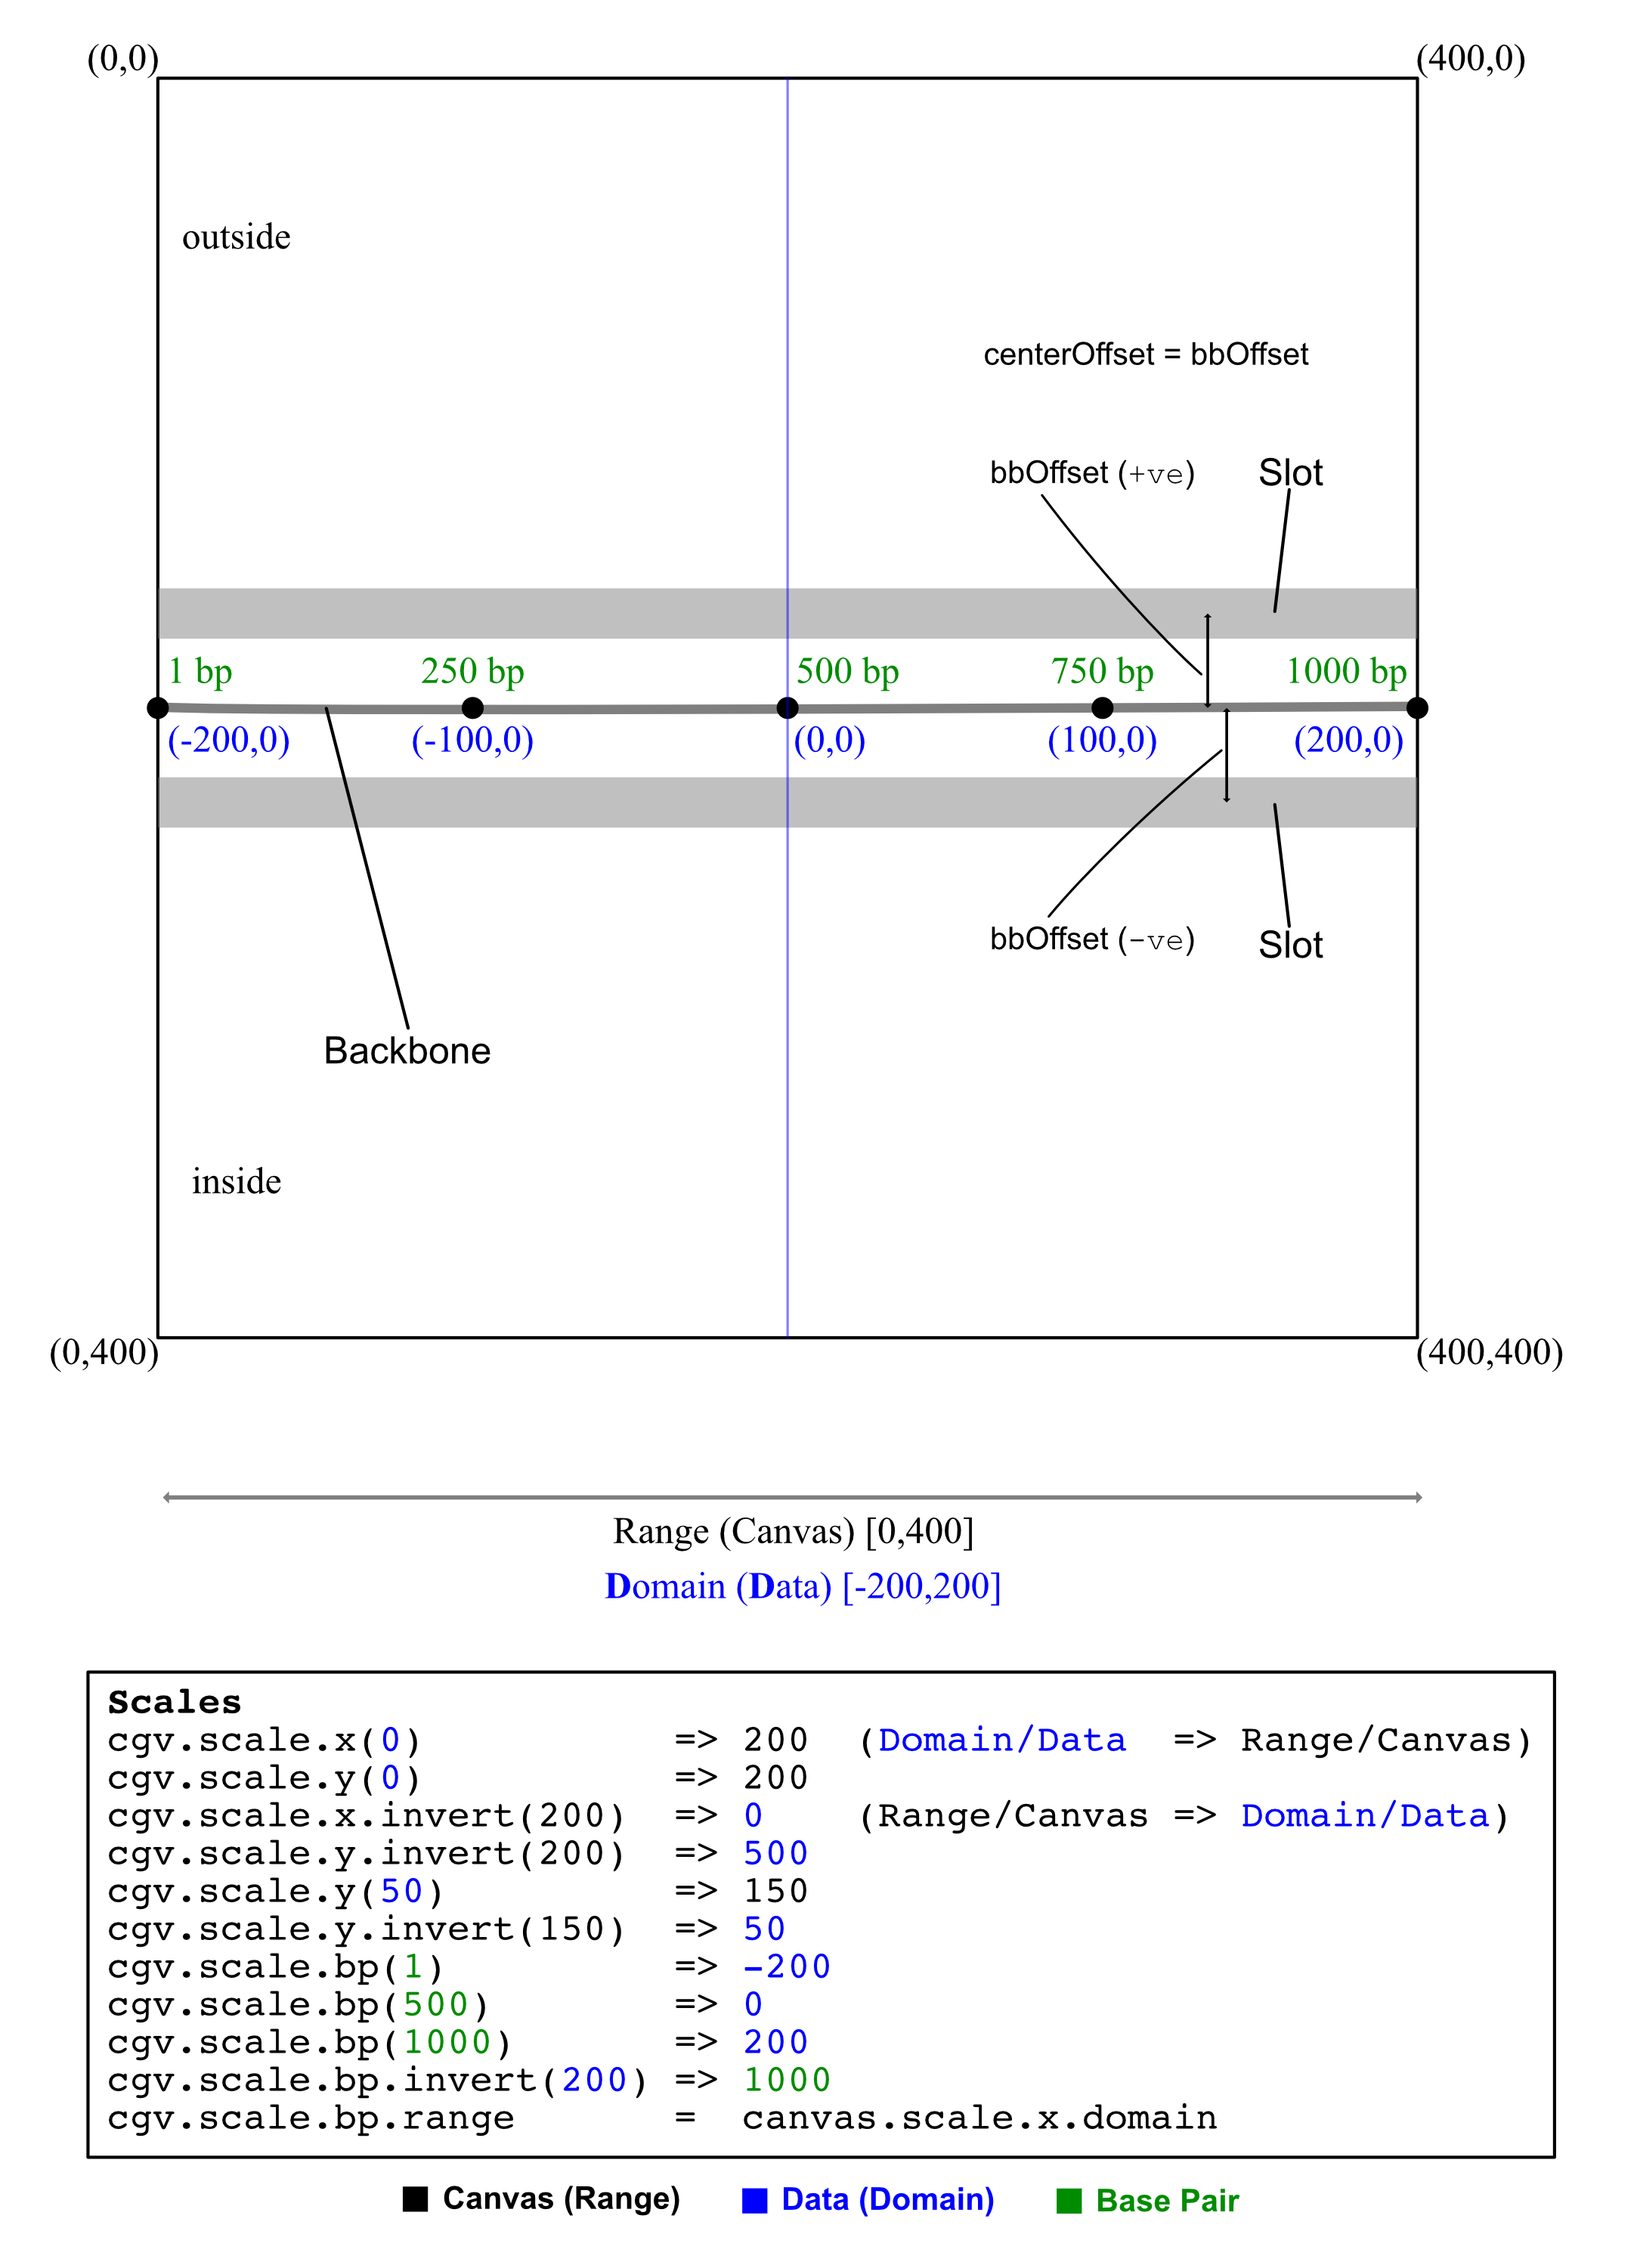 (0,0)
(400,0)
outside
centerOffset = bbOffset
bbOffset (+ve)
Slot
1 bp
250 bp
500 bp
750 bp
1000 bp
(-200,0)
(-100,0)
(0,0)
(100,0)
(200,0)
bbOffset (-ve)
Slot
Backbone
inside
(0,400)
(400,400)
Range (Canvas) [0,400]
Domain (Data) [-200,200]
Scales
cgv.scale.x(0) => 200 (Domain/Data => Range/Canvas)
cgv.scale.y(0) => 200
cgv.scale.x.invert(200) => 0 (Range/Canvas => Domain/Data)
cgv.scale.y.invert(200) => 500
cgv.scale.y(50) => 150
cgv.scale.y.invert(150) => 50
cgv.scale.bp(1) => -200
cgv.scale.bp(500) => 0
cgv.scale.bp(1000) => 200
cgv.scale.bp.invert(200) => 1000
cgv.scale.bp.range = canvas.scale.x.domain
Canvas (Range)
Data (Domain)
Base Pair